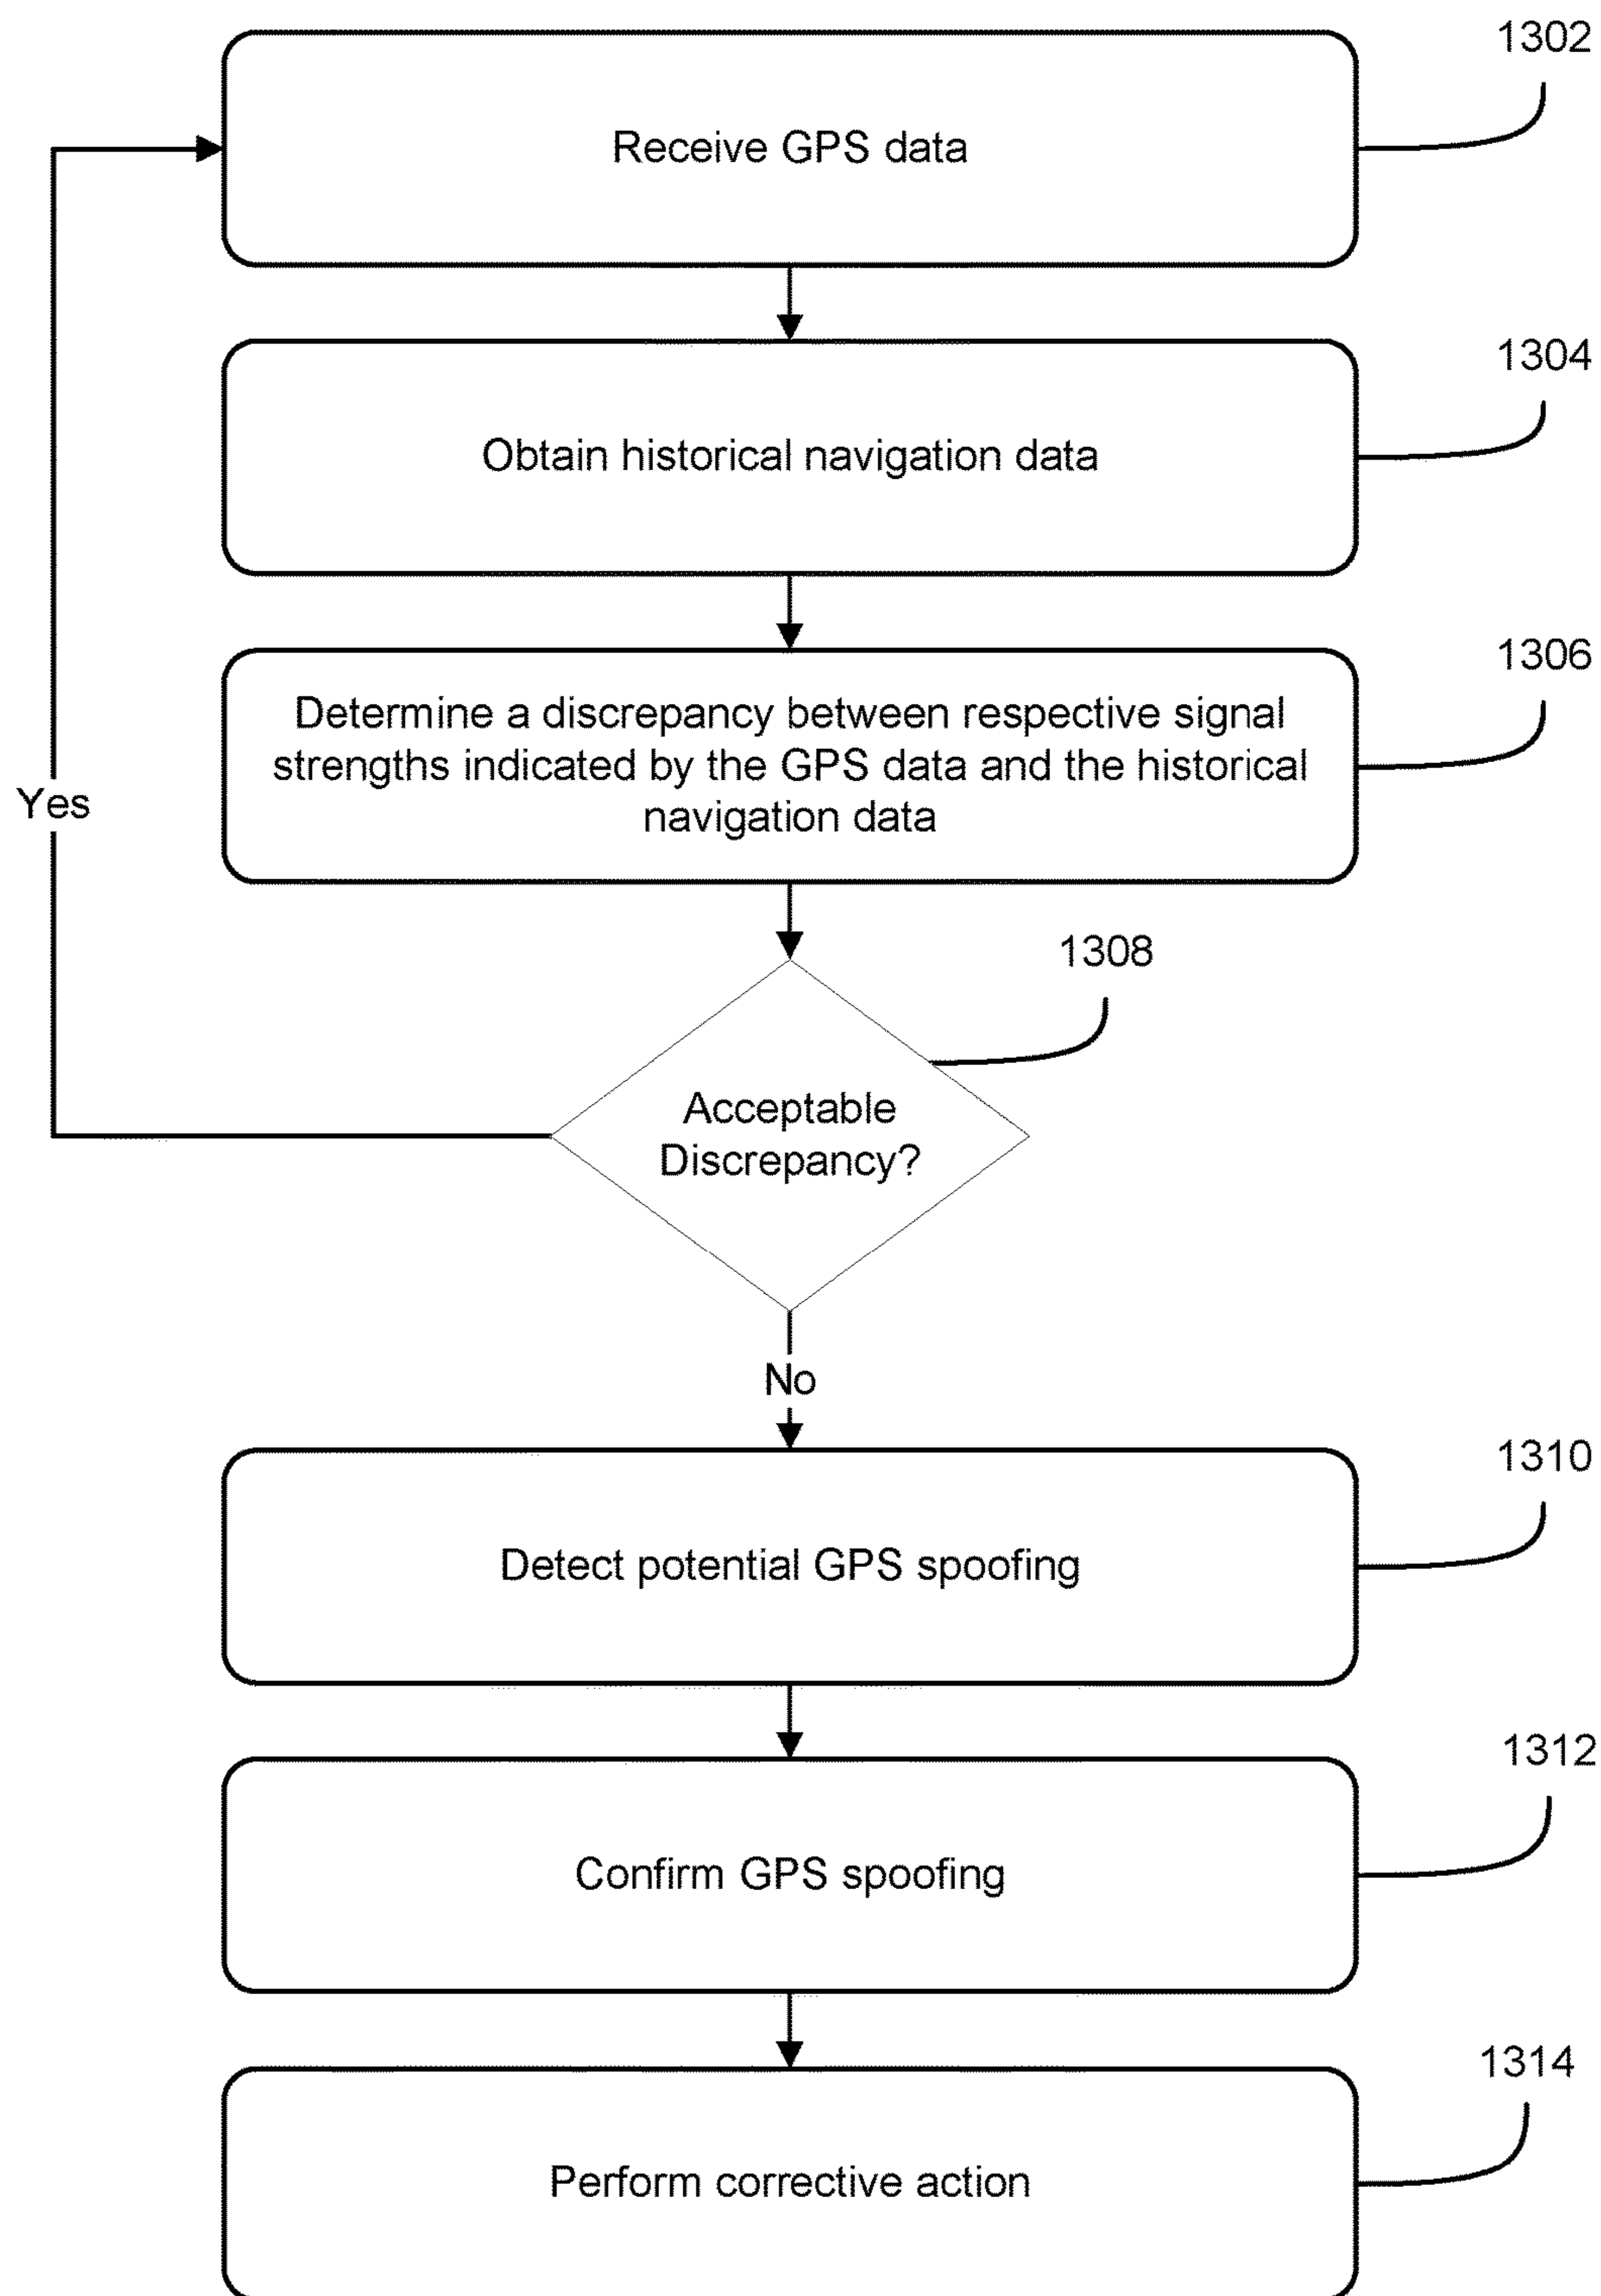 1302
Receive GPS data
1304
Obtain historical navigation data
1306
Determine a discrepancy between respective signal
strengths indicated by the GPS data and the historical
navigation data
Yes
1308
Acceptable
Discrepancy?
No
1310
Detect potential GPS spoofing
1312
Confirm GPS spoofing
1314
Perform corrective action